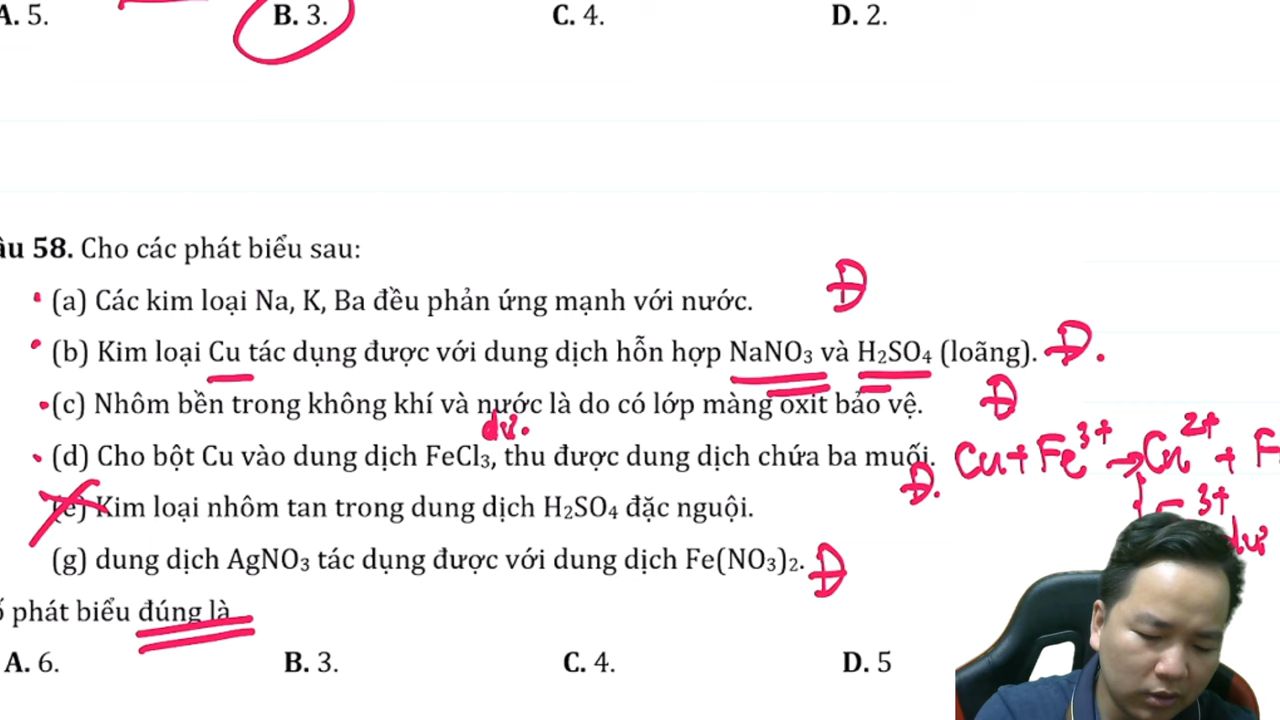 A. 5. B. 3. C. 4. D. 2.
âu 58. Cho các phát biểu sau:
(a) Các kim loại Na, K, Ba đều phản ứng mạnh với nước. Đ
(b) Kim loại Cu tác dụng được với dung dịch hỗn hợp NaNO₃ và H₂SO₄ (loãng). Đ.
(c) Nhôm bền trong không khí và nước là do có lớp màng oxit bảo vệ. Đ
dư.
(d) Cho bột Cu vào dung dịch FeCl₃, thu được dung dịch chứa ba muối. Đ. Cu + Fe³⁺ → Cu²⁺ + F
(e) Kim loại nhôm tan trong dung dịch H₂SO₄ đặc nguội.
3+ dư
(g) dung dịch AgNO₃ tác dụng được với dung dịch Fe(NO₃)₂. Đ
ố phát biểu đúng là
A. 6. B. 3. C. 4. D. 5